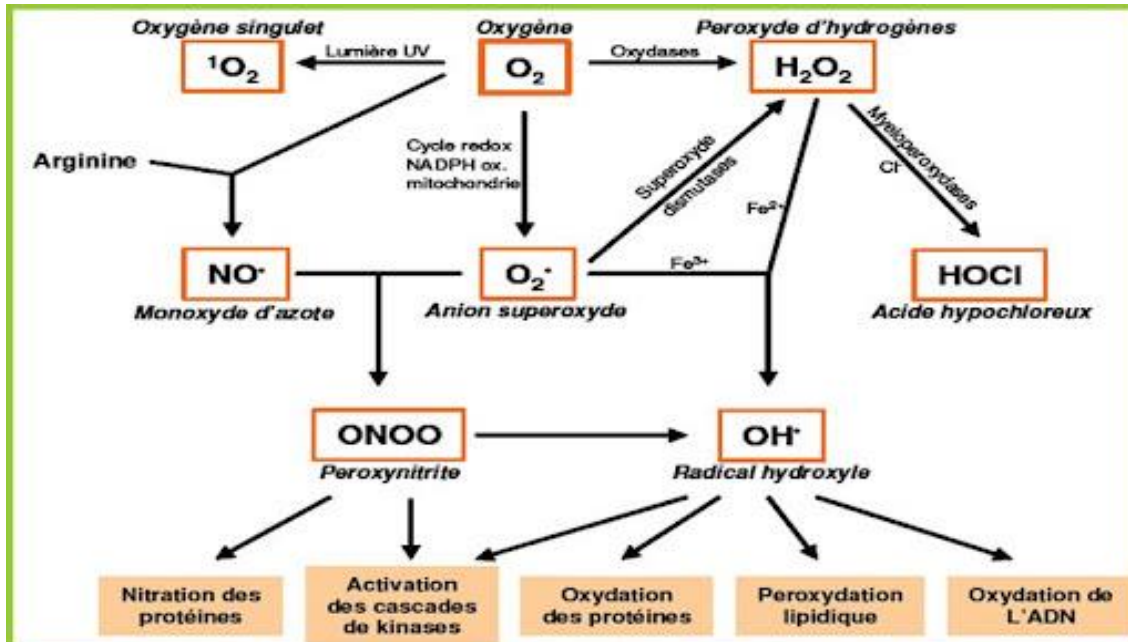 Oxygène singulet
Oxygène
Peroxyde d'hydrogènes
¹O₂
Lumière UV
O₂
Oxydases
H₂O₂
Arginine
Cycle redox
NADPH ox.
mitochondrie
Superoxyde
dismutases
Fe²⁺
Myeloperoxydases
Cl⁻
NO•
Monoxyde d'azote
O₂•
Anion superoxyde
Fe³⁺
HOCl
Acide hypochloreux
ONOO
Peroxynitrite
OH•
Radical hydroxyle
Nitration des
protéines
Activation
des cascades
de kinases
Oxydation
des protéines
Peroxydation
lipidique
Oxydation de
L'ADN